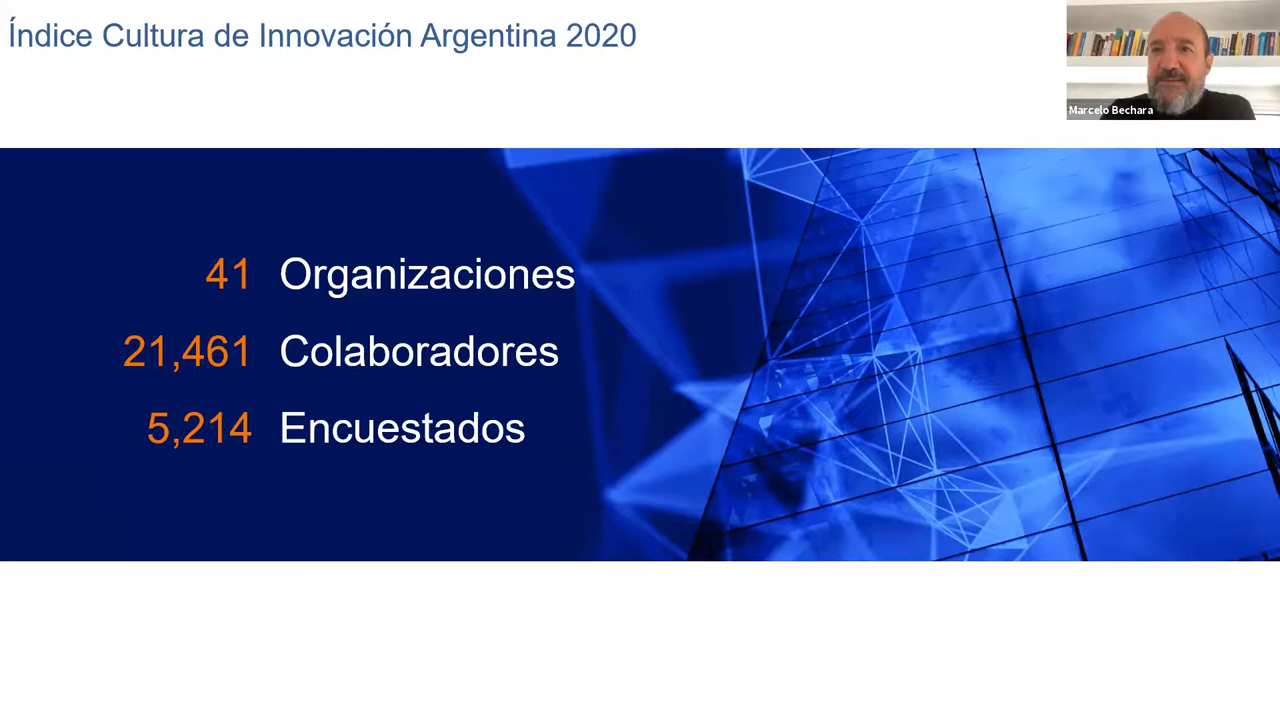 Índice Cultura de Innovación Argentina 2020
Marcelo Bechara
41 Organizaciones
21,461 Colaboradores
5,214 Encuestados